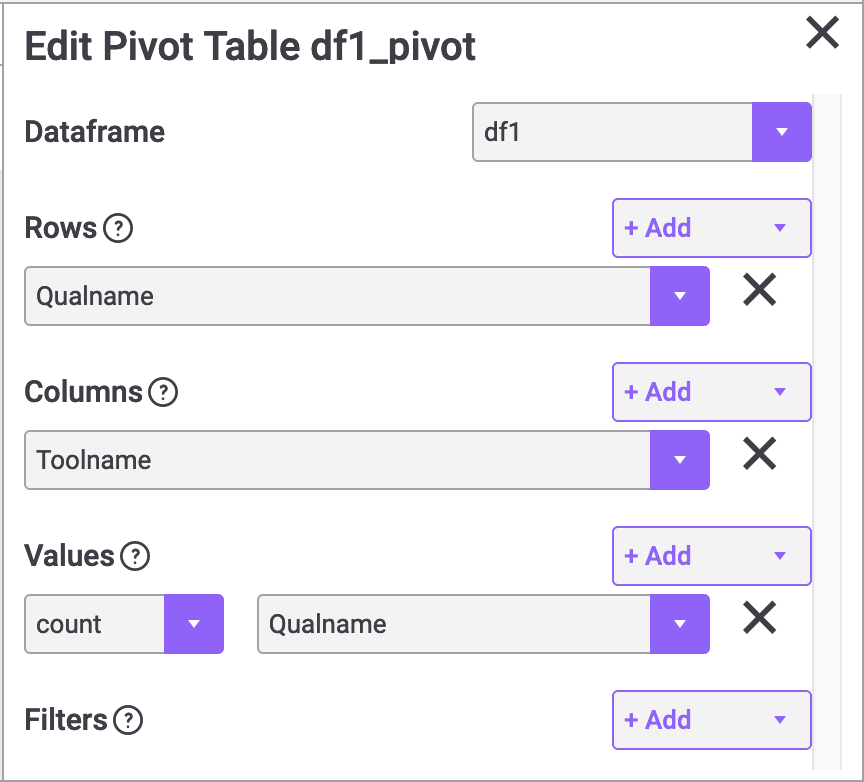 Edit Pivot Table df1_pivot
Dataframe
df1
Rows ?
+ Add
Qualname
Columns ?
+ Add
Toolname
Values ?
+ Add
count
Qualname
Filters ?
+ Add